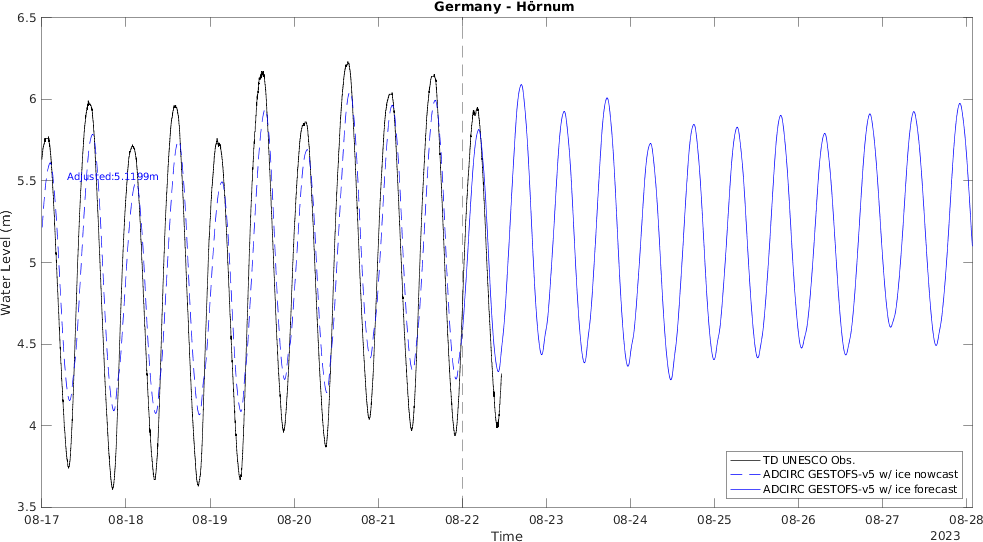 Germany - Hörnum
6.5
6
5.5
5
4.5
4
3.5
Water Level (m)
Adjusted:5.1199m
TD UNESCO Obs.
ADCIRC GESTOFS-v5 w/ ice nowcast
ADCIRC GESTOFS-v5 w/ ice forecast
08-17 08-18 08-19 08-20 08-21 08-22 08-23 08-24 08-25 08-26 08-27 08-28
Time
2023